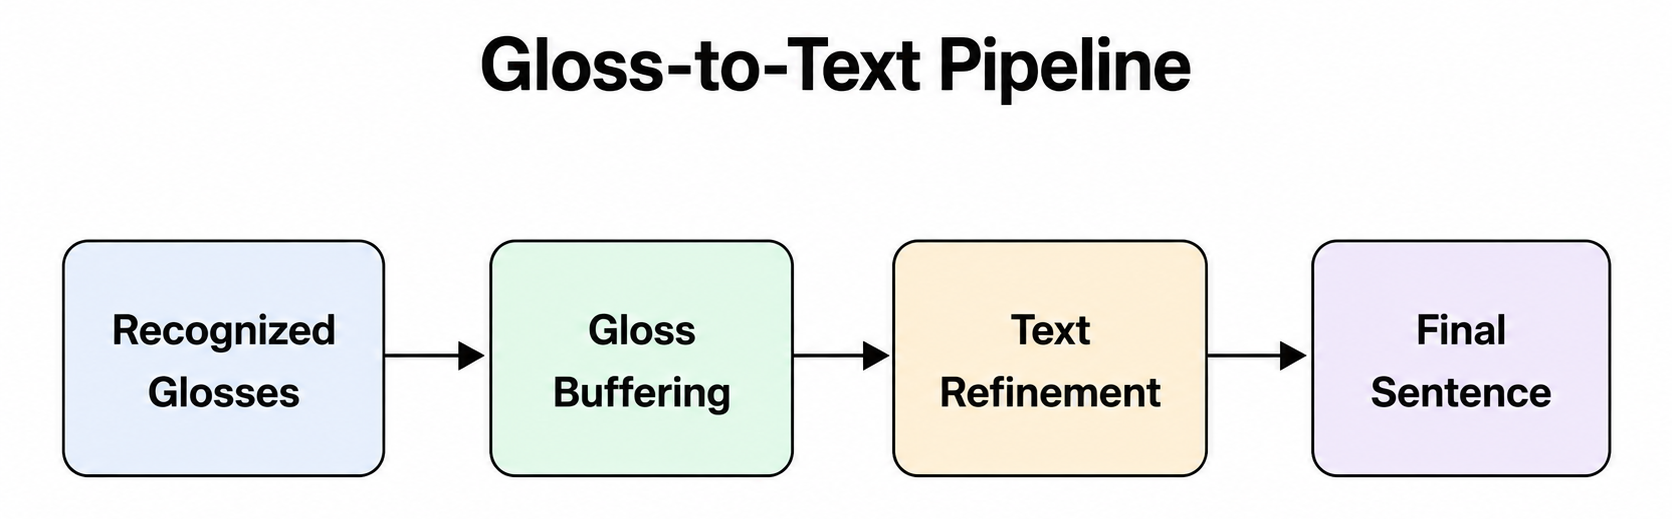 Gloss-to-Text Pipeline
Recognized
Glosses
Gloss
Buffering
Text
Refinement
Final
Sentence